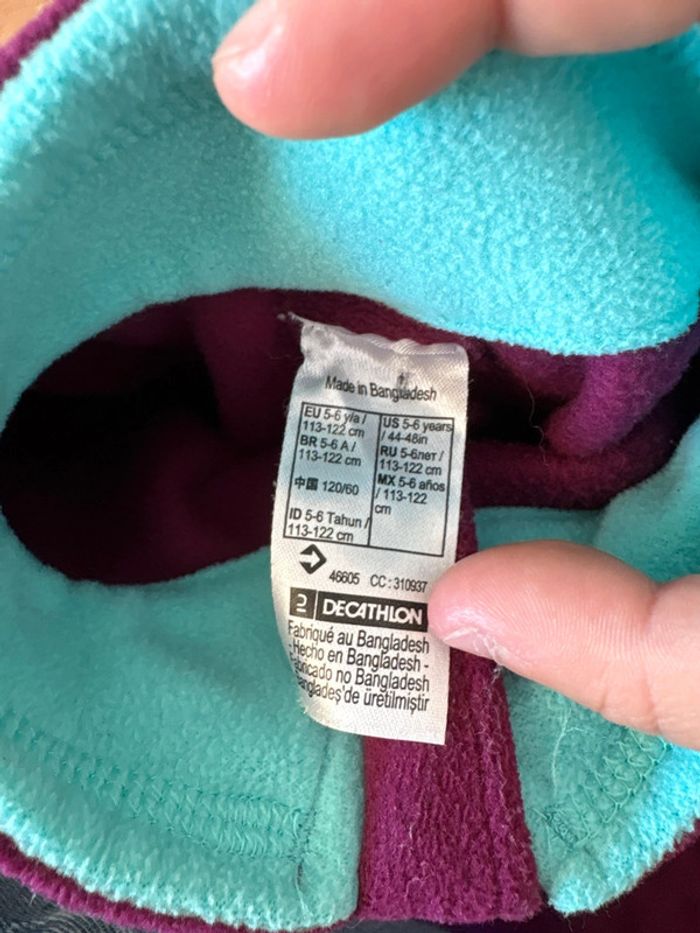 Made in Bangladesh
EU 5-6 y/a /
113-122 cm
BR 5-6 A /
113-122 cm
中国 120/60
ID 5-6 Tahun /
113-122 cm
US 5-6 years
/ 44-48in
RU 5-6лет /
113-122 cm
MX 5-6 años
/ 113-122
cm
46605 CC:310937
DECATHLON
Fabriqué au Bangladesh
-Hecho en Bangladesh -
Fabricado no Bangladesh
Bangladeş'de üretilmiştir